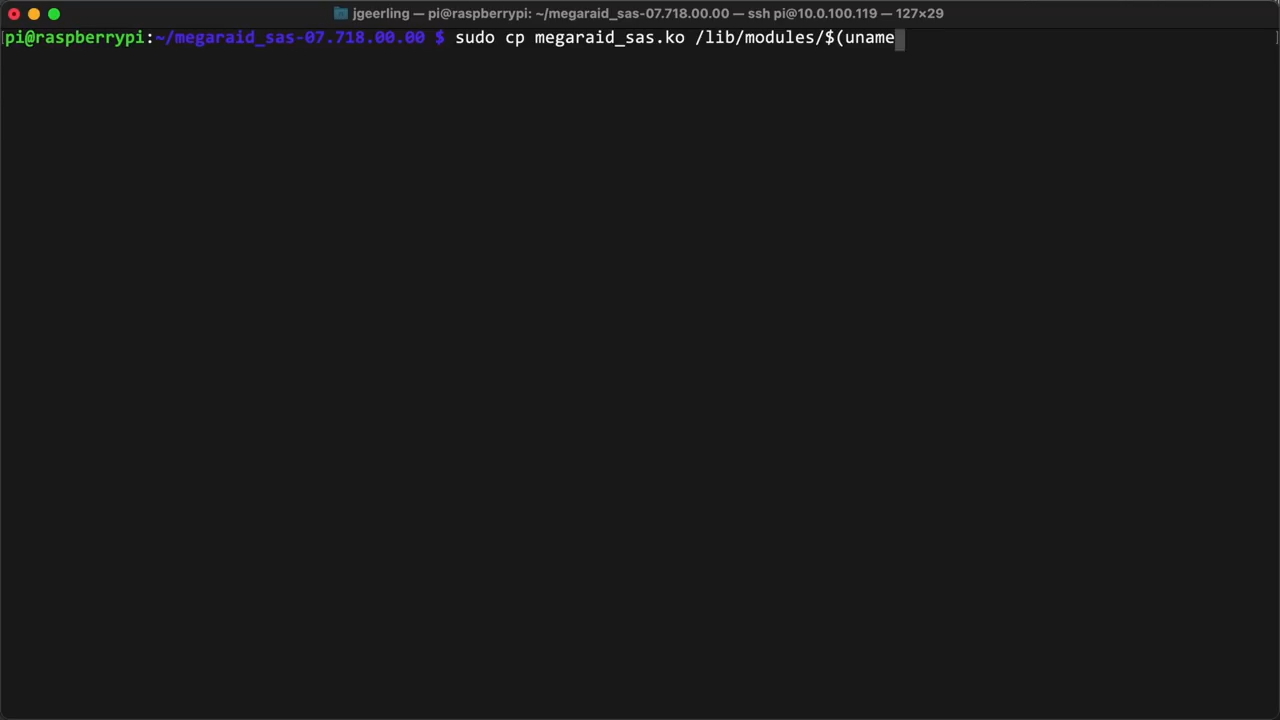 jgeerling — pi@raspberrypi: ~/megaraid_sas-07.718.00.00 — ssh pi@10.0.100.119 — 127×29
pi@raspberrypi:~/megaraid_sas-07.718.00.00 $ sudo cp megaraid_sas.ko /lib/modules/$(uname